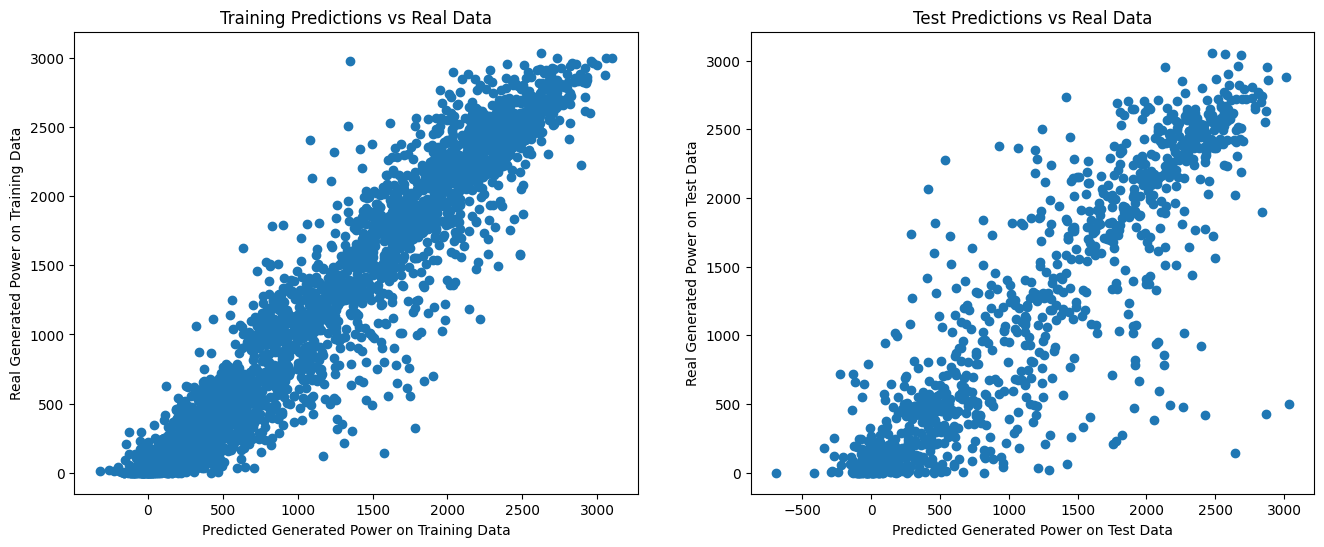 Training Predictions vs Real Data
Real Generated Power on Training Data
3000
2500
2000
1500
1000
500
0
0 500 1000 1500 2000 2500 3000
Predicted Generated Power on Training Data
Test Predictions vs Real Data
Real Generated Power on Test Data
3000
2500
2000
1500
1000
500
0
−500 0 500 1000 1500 2000 2500 3000
Predicted Generated Power on Test Data